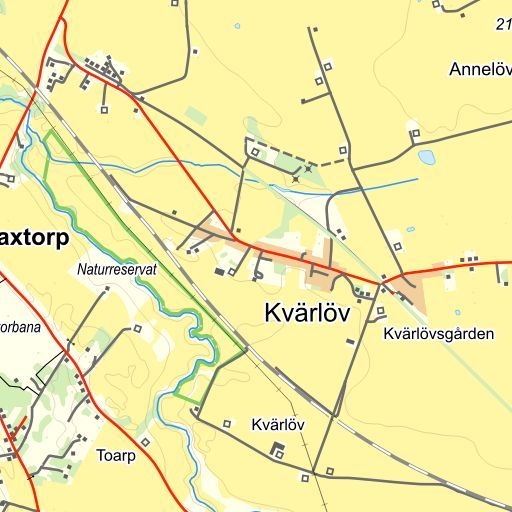 21
Annelöv
axtorp
Naturreservat
orbana
Kvärlöv
Kvärlövsgården
Kvärlöv
Toarp